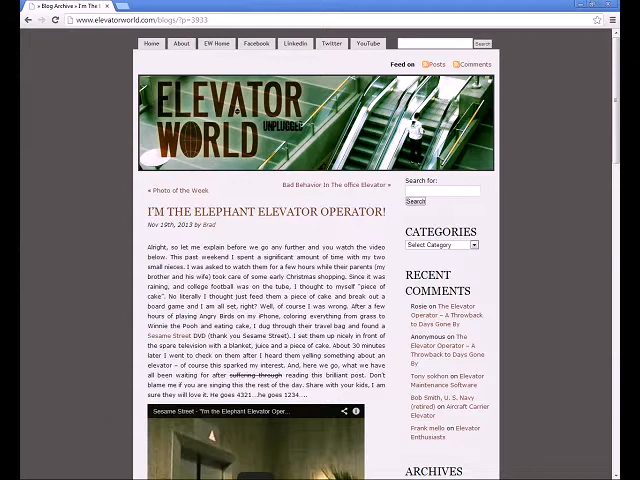 » Blog Archive » I'm The
www.elevatorworld.com/blogs/?p=3933
Home About EW Home Facebook LinkedIn Twitter YouTube Search
Feed on Posts Comments
ELEVATOR
WORLD UNPLUGGED
« Photo of the Week
Bad Behavior In The office Elevator »
I'M THE ELEPHANT ELEVATOR OPERATOR!
Nov 19th, 2013 by Brad
Alright, so let me explain before we go any further and you watch the video
below. This past weekend I spent a significant amount of time with my two
small nieces. I was asked to watch them for a few hours while their parents (my
brother and his wife) took care of some early Christmas shopping. Since it was
raining, and college football was on the tube, I thought to myself "piece of
cake". No literally I thought just feed them a piece of cake and break out a
board game and I am all set, right? Well, of course I was wrong. After a few
hours of playing Angry Birds on my iPhone, coloring everything from grass to
Winnie the Pooh and eating cake, I dug through their travel bag and found a
Sesame Street DVD (thank you Sesame Street). I set them up nicely in front of
the spare television with a blanket, juice and a piece of cake. About 30 minutes
later I went to check on them after I heard them yelling something about an
elevator – of course this sparked my interest. And, here we go, what we have
all been waiting for after suffering through reading this brilliant post. Don't
blame me if you are singing this the rest of the day. Share with your kids, I am
sure they will love it. He goes 4321...he goes 1234....
Sesame Street - "I'm the Elephant Elevator Oper...
Search for:
Search
CATEGORIES
Select Category
RECENT
COMMENTS
Rosie on The Elevator
Operator – A Throwback
to Days Gone By
Anonymous on The
Elevator Operator – A
Throwback to Days Gone
By
Tony sokhon on Elevator
Maintenance Software
Bob Smith, U. S. Navy
(retired) on Aircraft Carrier
Elevator
Frank mello on Elevator
Enthusiasts
ARCHIVES